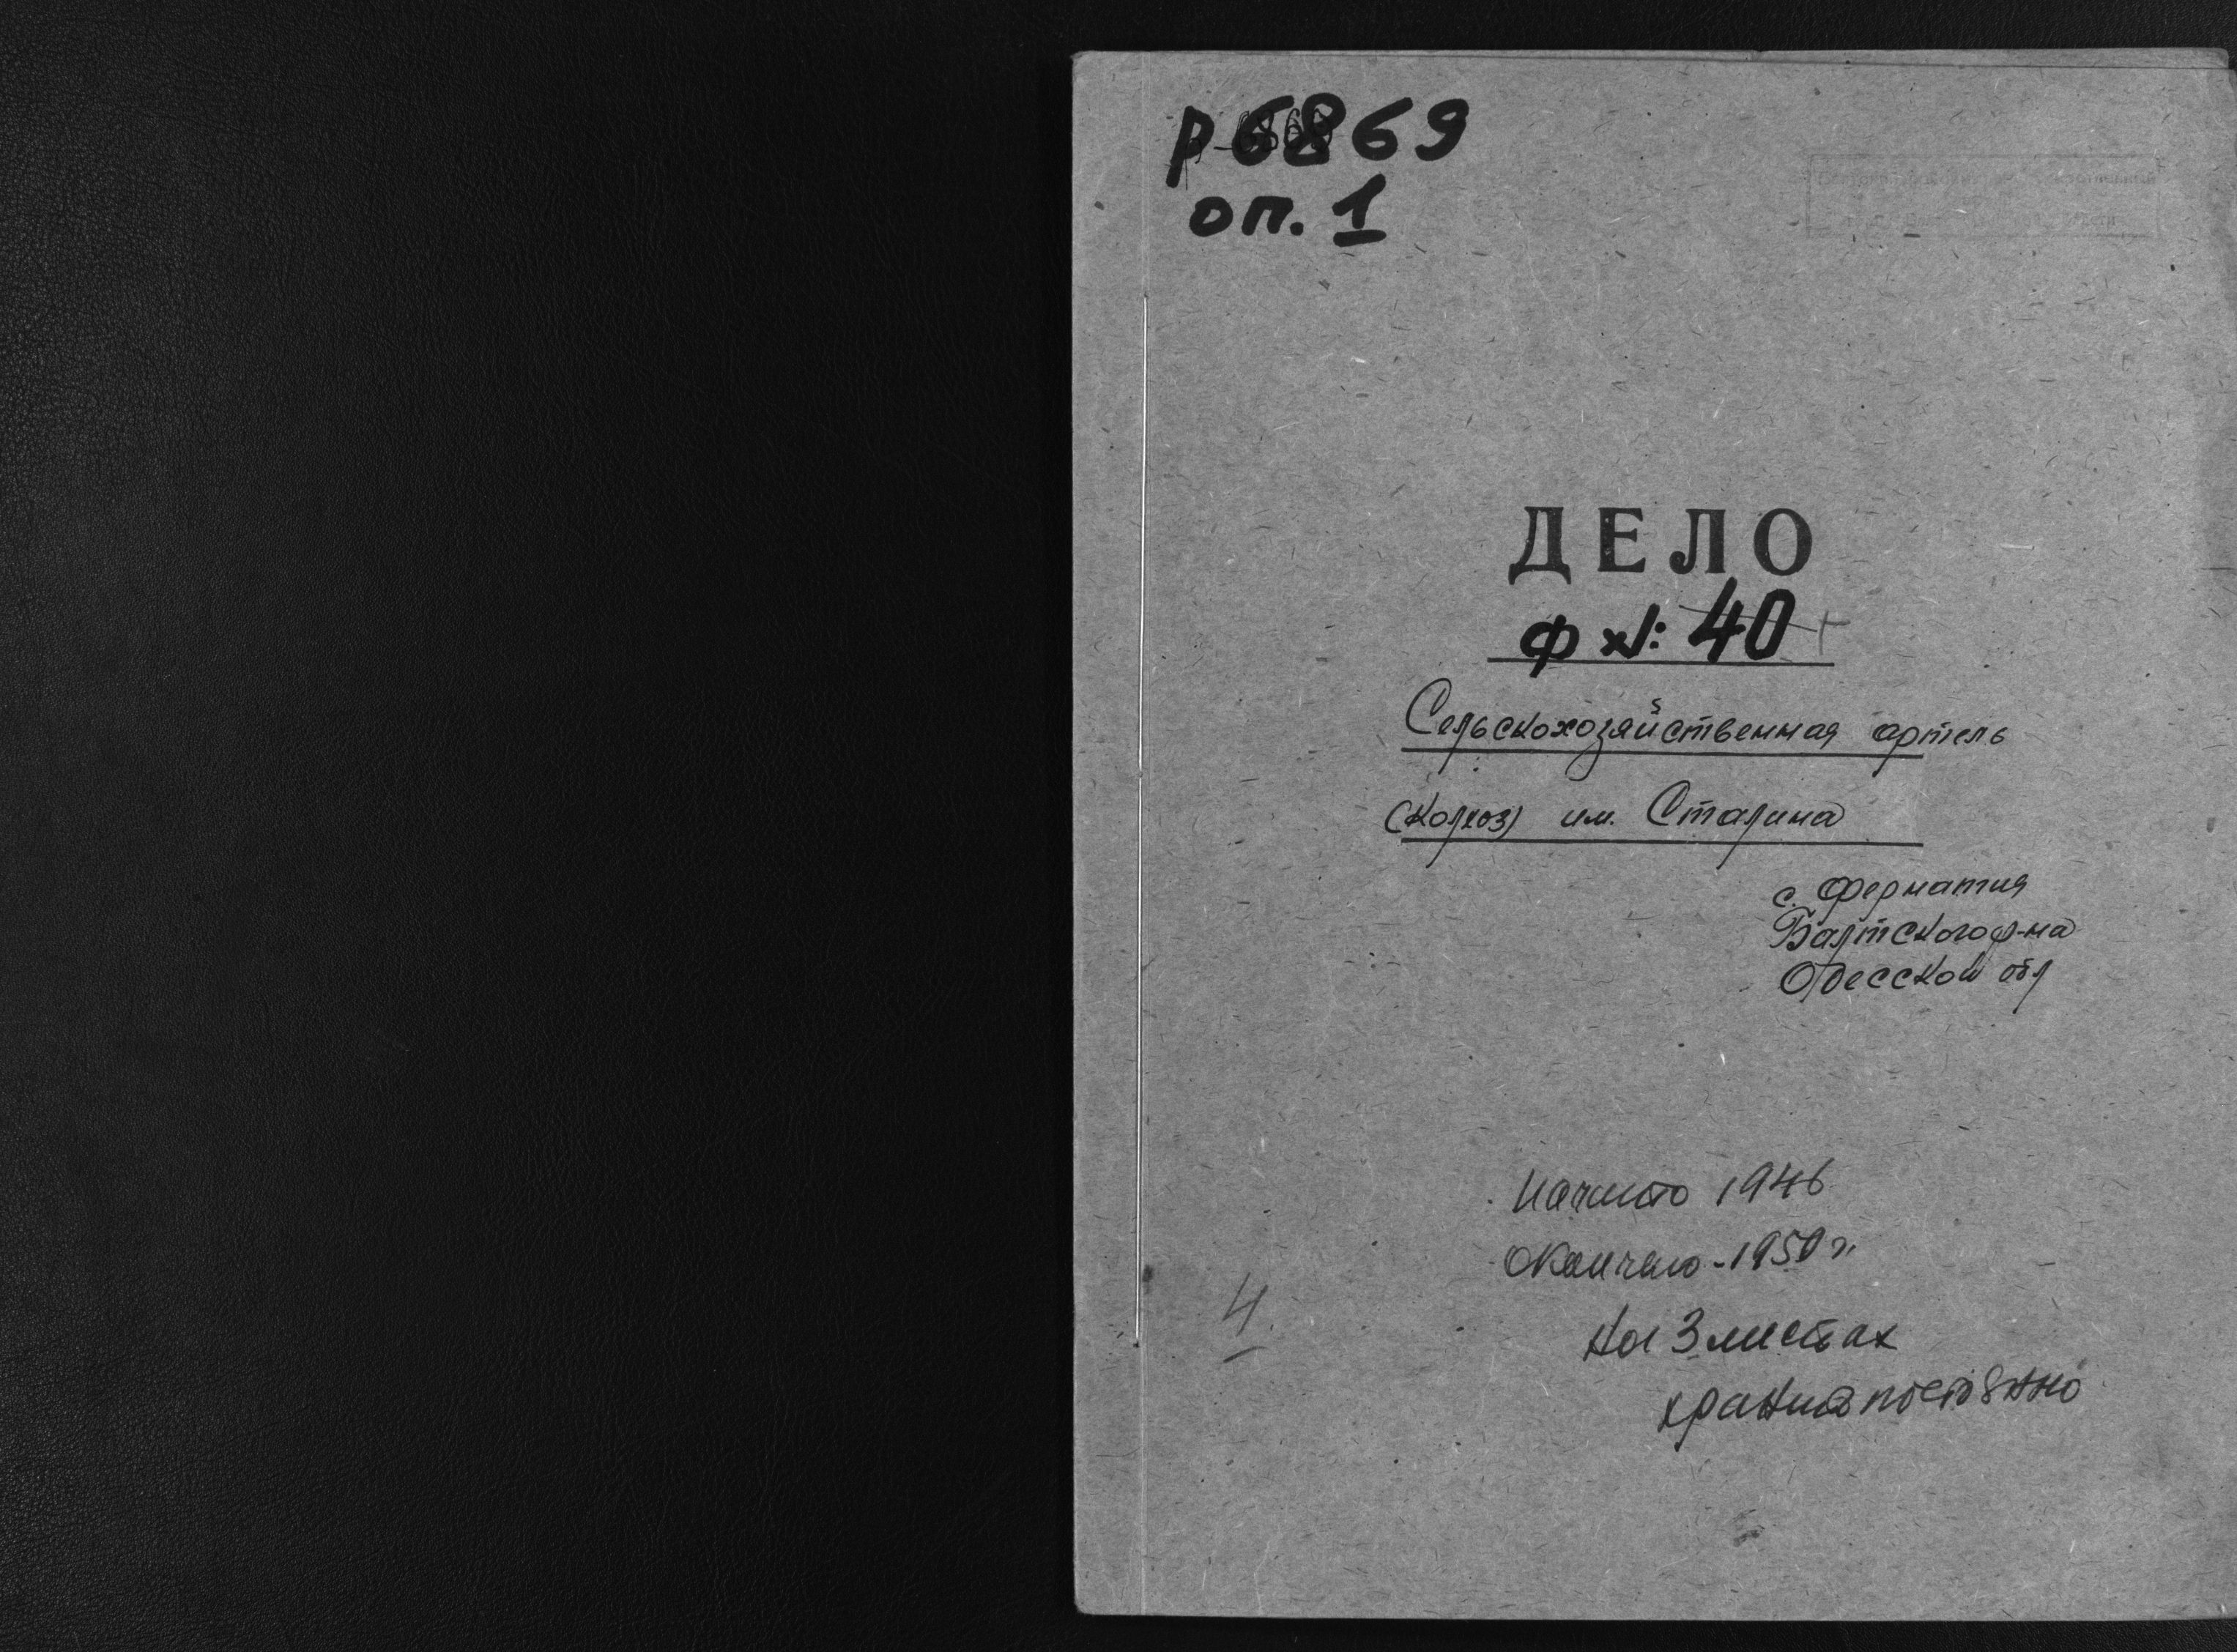 р 6869
оп. 1
ДЕЛО
ф №: 40
Сельскохозяйственная артель
(колхоз) им. Сталина
с. Ферматия
Балтского р-на
Одесской обл
Начато 1946
Окончено - 1950 г.
4.
На 3 листах
хранить постоянно